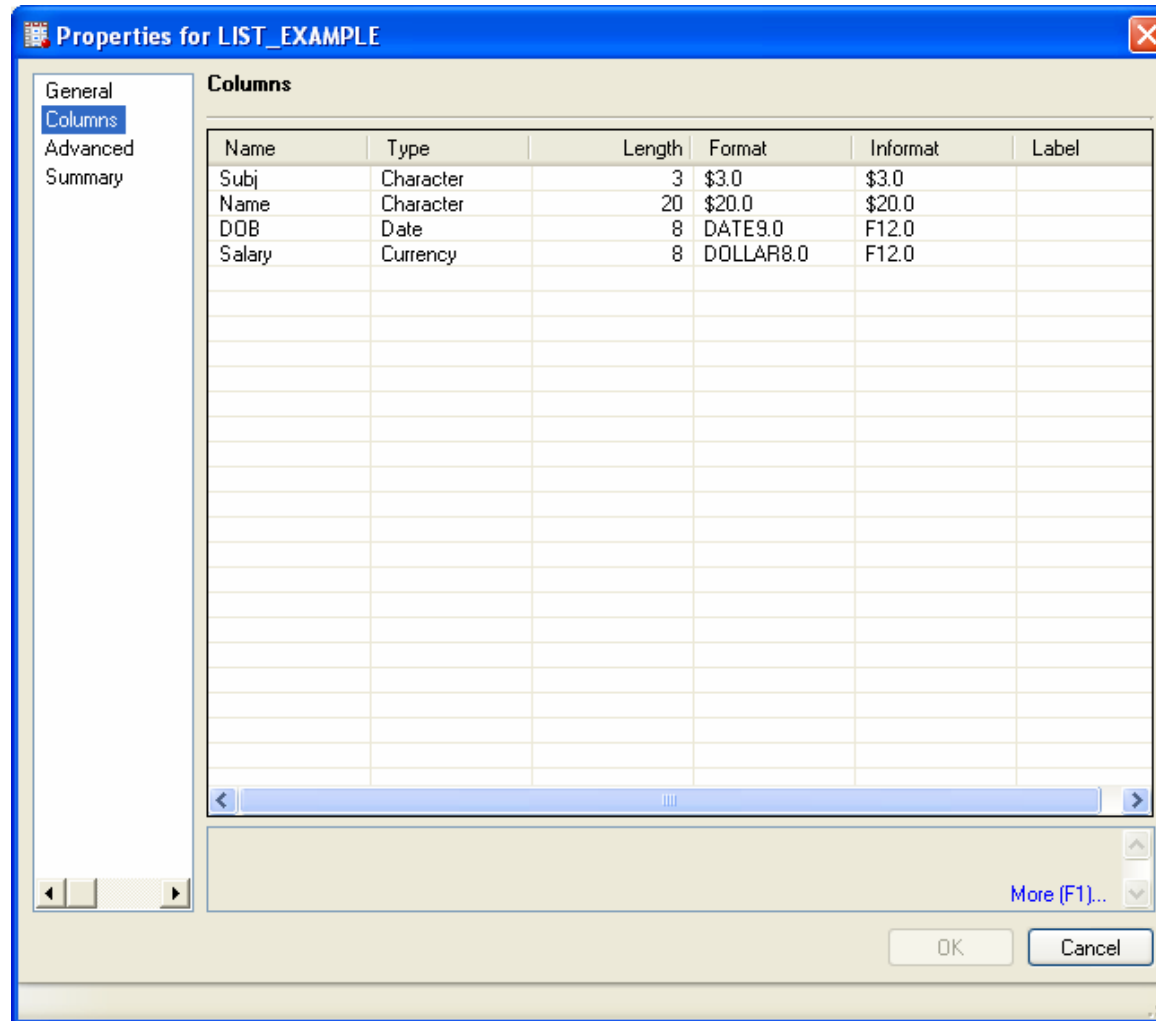 Properties for LIST_EXAMPLE
General
Columns
Advanced
Summary
Columns
Name Type Length Format Informat Label
Subj Character 3 $3.0 $3.0
Name Character 20 $20.0 $20.0
DOB Date 8 DATE9.0 F12.0
Salary Currency 8 DOLLAR8.0 F12.0
More (F1)...
OK Cancel